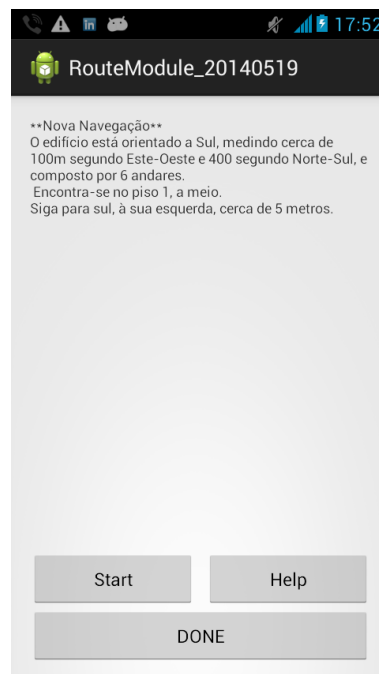 in 17:52
RouteModule_20140519
**Nova Navegação**
O edifício está orientado a Sul, medindo cerca de
100m segundo Este-Oeste e 400 segundo Norte-Sul, e
composto por 6 andares.
Encontra-se no piso 1, a meio.
Siga para sul, à sua esquerda, cerca de 5 metros.
Start Help
DONE